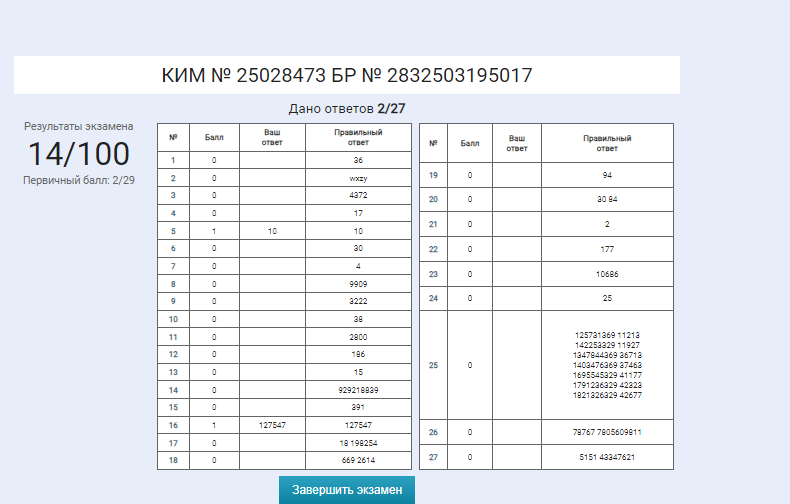 КИМ № 25028473 БР № 2832503195017
Дано ответов 2/27
Результаты экзамена
14/100
Первичный балл: 2/29
№ Балл Ваш ответ Правильный ответ
1 0 36
2 0 wxzy
3 0 4372
4 0 17
5 1 10 10
6 0 30
7 0 4
8 0 9909
9 0 3222
10 0 38
11 0 2800
12 0 186
13 0 15
14 0 929218839
15 0 391
16 1 127547 127547
17 0 18 198254
18 0 669 2614
№ Балл Ваш ответ Правильный ответ
19 0 94
20 0 30 84
21 0 2
22 0 177
23 0 10686
24 0 25
25 0 125731369 11213
142253329 11927
1347844369 36713
1403476369 37463
1695545329 41177
1791236329 42323
1821326329 42677
26 0 78767 7805609811
27 0 5151 43347621
Завершить экзамен